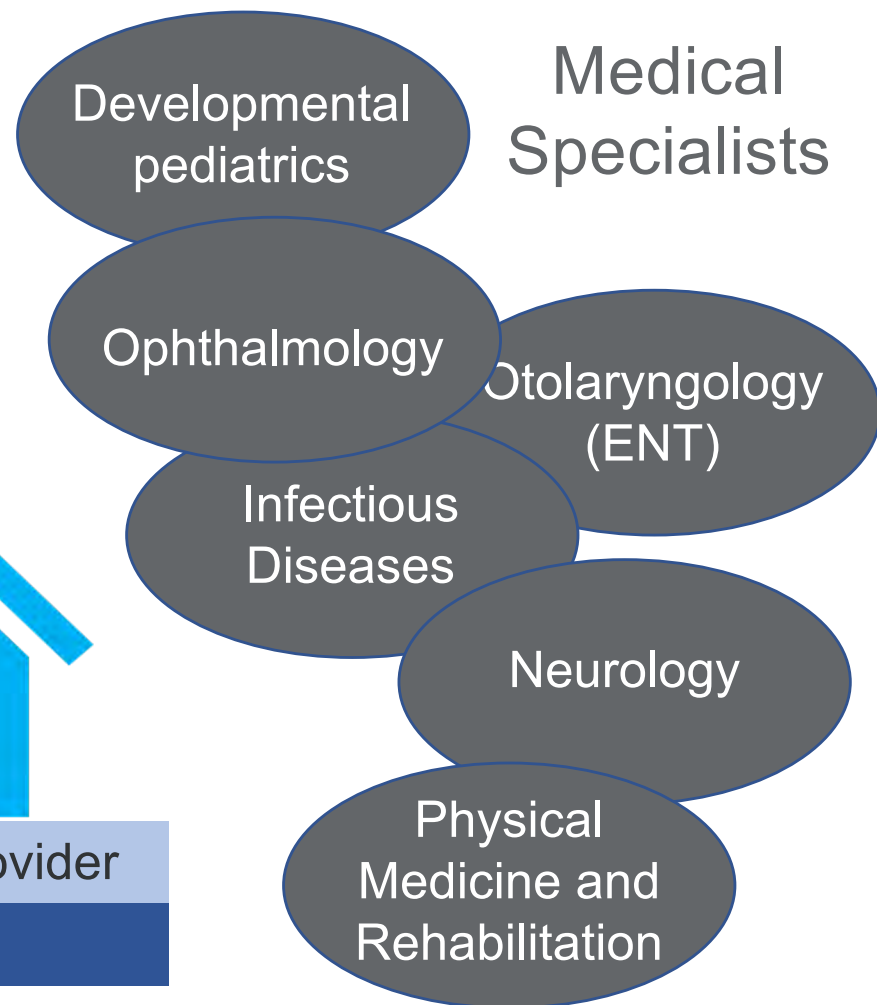 Medical
Specialists
Developmental
pediatrics
Ophthalmology
Otolaryngology
(ENT)
Infectious
Diseases
Neurology
Physical
Medicine and
Rehabilitation
ovider